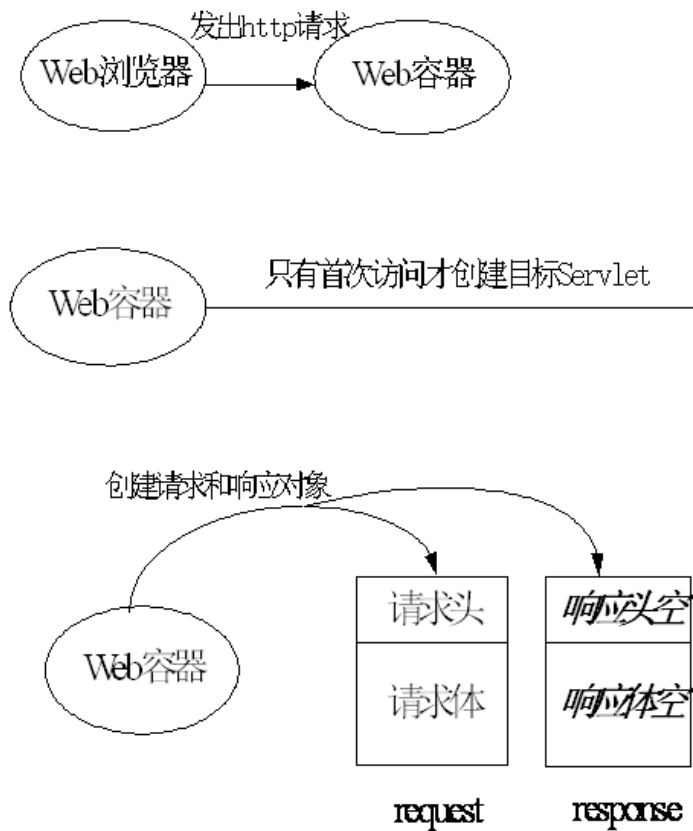 发出http请求
Web浏览器
Web容器
只有首次访问才创建目标Servlet
Web容器
创建请求和响应对象
请求头
响应头空
Web容器
请求体
响应体空
request
response